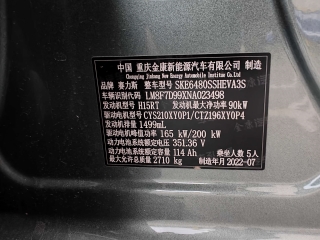 中国 重庆金康新能源汽车有限公司 制造
Chongqing Jinkang New Energy Automobile Institute Co., Ltd
品牌 赛力斯 整车型号 SKE6480SSHEVA3S
车辆识别代号 LM8F7D99XNA023498
发动机型号 H15RT 发动机最大净功率 90kW
驱动电机型号 CYS210XY0P1/CTZ196XY0P4
发动机排量 1499mL
驱动电机峰值功率 165 kW/200 kW
动力电池系统额定电压 351.36 V
动力电池系统额定容量 114 Ah 乘坐人数 5人
最大允许总质量 2710 kg 制造年月 2022-07